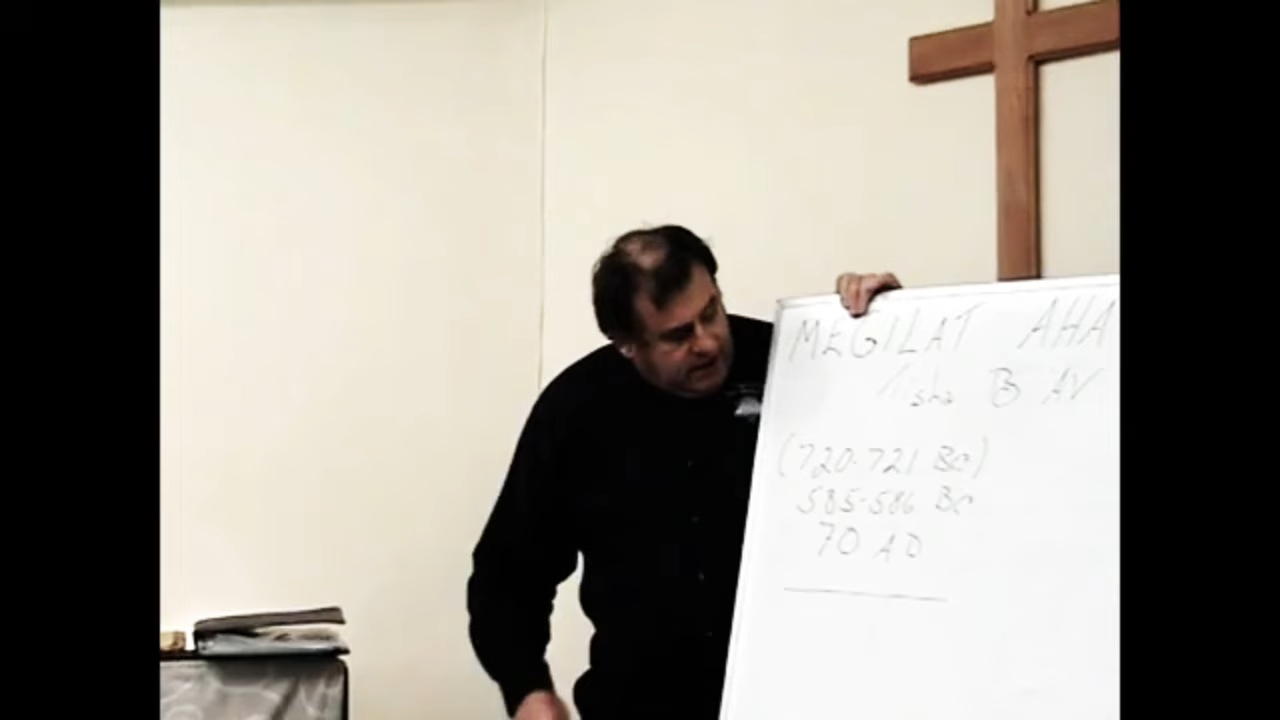 MEGILAT AHA
Tisha B AV
(720-721 BC)
585-586 BC
70 AD